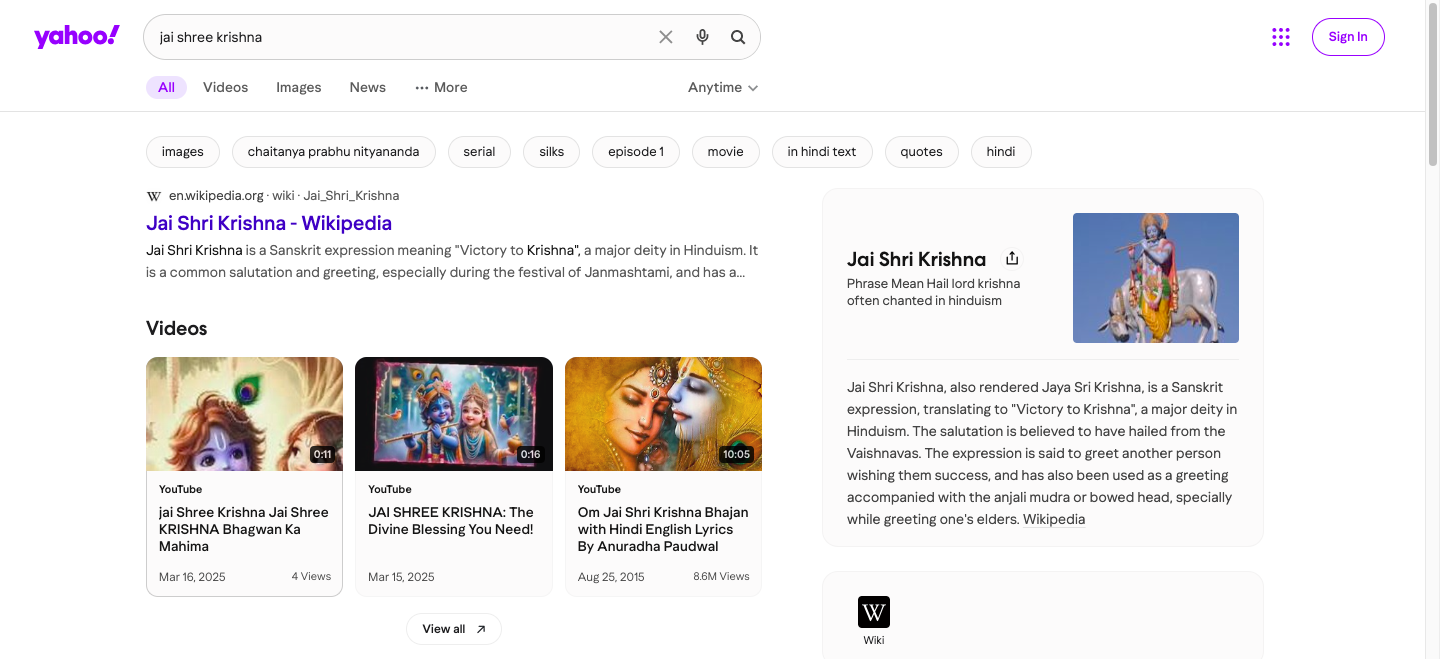 yahoo!
jai shree krishna
Sign In
All
Videos
Images
News
More
Anytime
images
chaitanya prabhu nityananda
serial
silks
episode 1
movie
in hindi text
quotes
hindi
W en.wikipedia.org · wiki · Jai_Shri_Krishna
Jai Shri Krishna - Wikipedia
Jai Shri Krishna is a Sanskrit expression meaning "Victory to Krishna", a major deity in Hinduism. It
is a common salutation and greeting, especially during the festival of Janmashtami, and has a...
Videos
0:11
YouTube
jai Shree Krishna Jai Shree
KRISHNA Bhagwan Ka
Mahima
Mar 16, 2025
4 Views
0:16
YouTube
JAI SHREE KRISHNA: The
Divine Blessing You Need!
Mar 15, 2025
10:05
YouTube
Om Jai Shri Krishna Bhajan
with Hindi English Lyrics
By Anuradha Paudwal
Aug 25, 2015
8.6M Views
View all
Jai Shri Krishna
Phrase Mean Hail lord krishna
often chanted in hinduism
Jai Shri Krishna, also rendered Jaya Sri Krishna, is a Sanskrit
expression, translating to "Victory to Krishna", a major deity in
Hinduism. The salutation is believed to have hailed from the
Vaishnavas. The expression is said to greet another person
wishing them success, and has also been used as a greeting
accompanied with the anjali mudra or bowed head, specially
while greeting one's elders. Wikipedia
W
Wiki